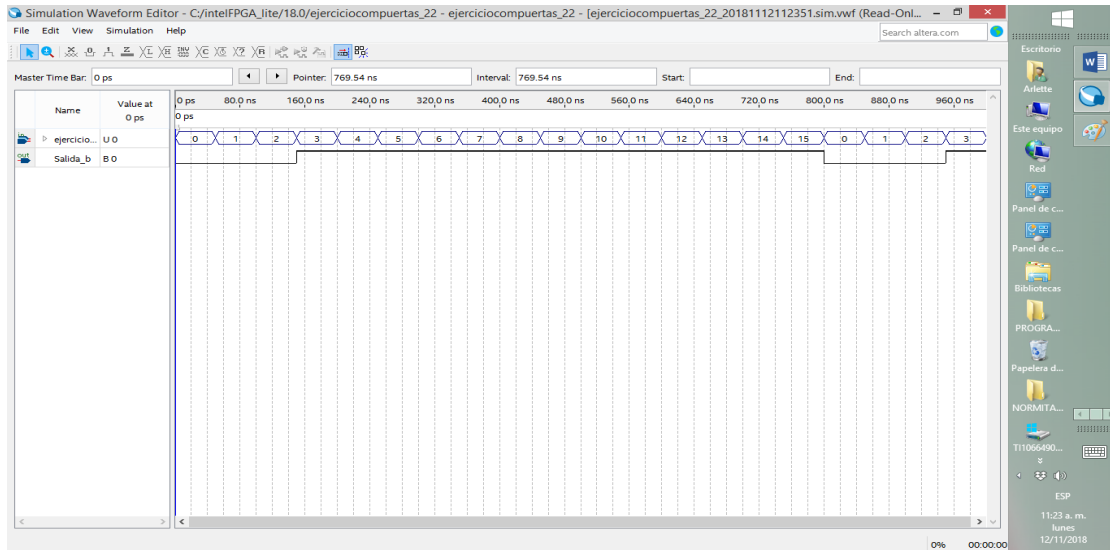 Simulation Waveform Editor - C:/intelFPGA_lite/18.0/ejerciciocompuertas_22 - ejerciciocompuertas_22 - [ejerciciocompuertas_22_20181112112351.sim.vwf (Read-Onl...
File Edit View Simulation Help
Search altera.com
Master Time Bar: 0 ps Pointer: 769.54 ns Interval: 769.54 ns Start: End:
Name Value at 0 ps
0 ps 80.0 ns 160.0 ns 240.0 ns 320.0 ns 400.0 ns 480.0 ns 560.0 ns 640.0 ns 720.0 ns 800.0 ns 880.0 ns 960.0 ns
0 ps
in ejercicio... U 0 0 1 2 3 4 5 6 7 8 9 10 11 12 13 14 15 0 1 2 3
out Salida_b B 0
0% 00:00:00
Escritorio
Arlette
Este equipo
Red
Panel de c...
Panel de c...
Bibliotecas
PROGRA...
Papelera d...
NORMITA...
TI1066490...
ESP
11:23 a. m.
lunes
12/11/2018